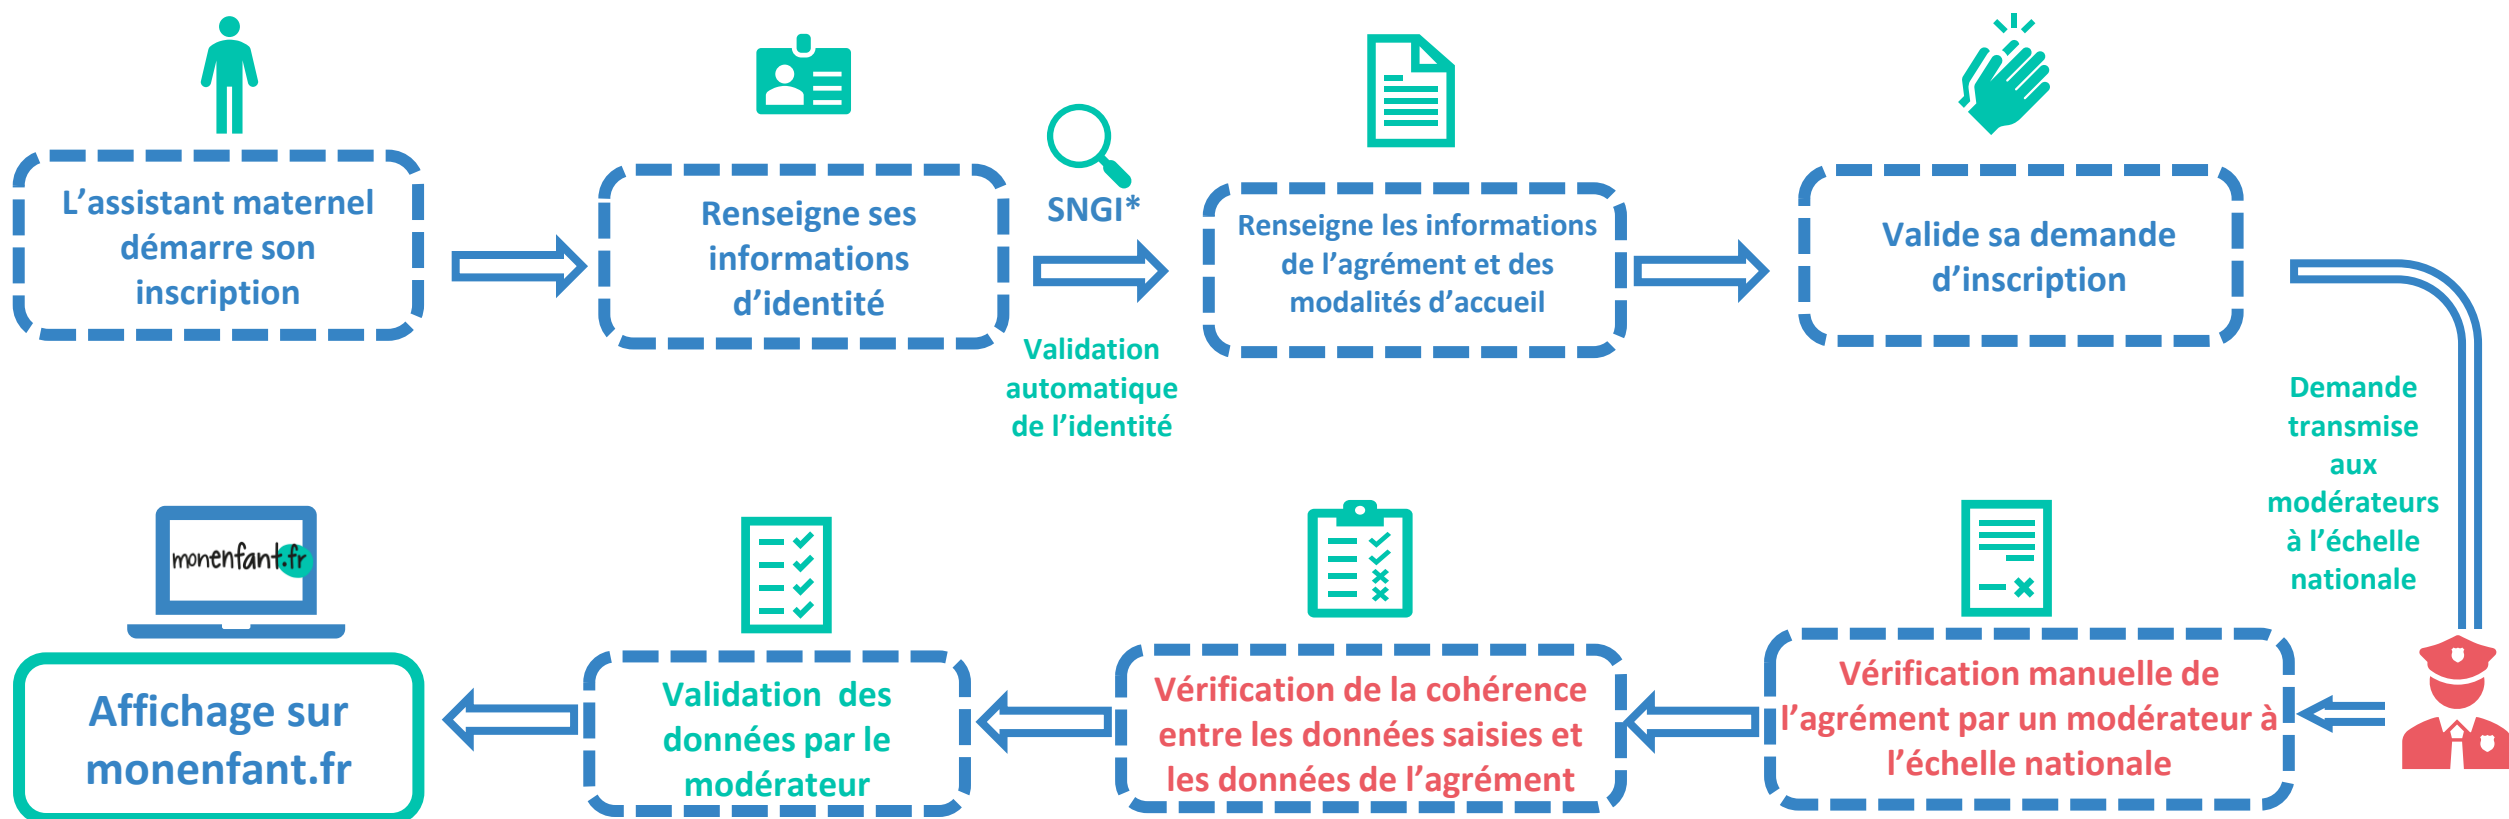 L’assistant maternel
démarre son
inscription
Renseigne ses
informations
d’identité
SNGI*
Validation
automatique
de l’identité
Renseigne les informations
de l’agrément et des
modalités d’accueil
Valide sa demande
d’inscription
Demande
transmise
aux
modérateurs
à l’échelle
nationale
Vérification manuelle de
l’agrément par un modérateur à
l’échelle nationale
Vérification de la cohérence
entre les données saisies et
les données de l’agrément
Validation des
données par le
modérateur
monenfant.fr
Affichage sur
monenfant.fr